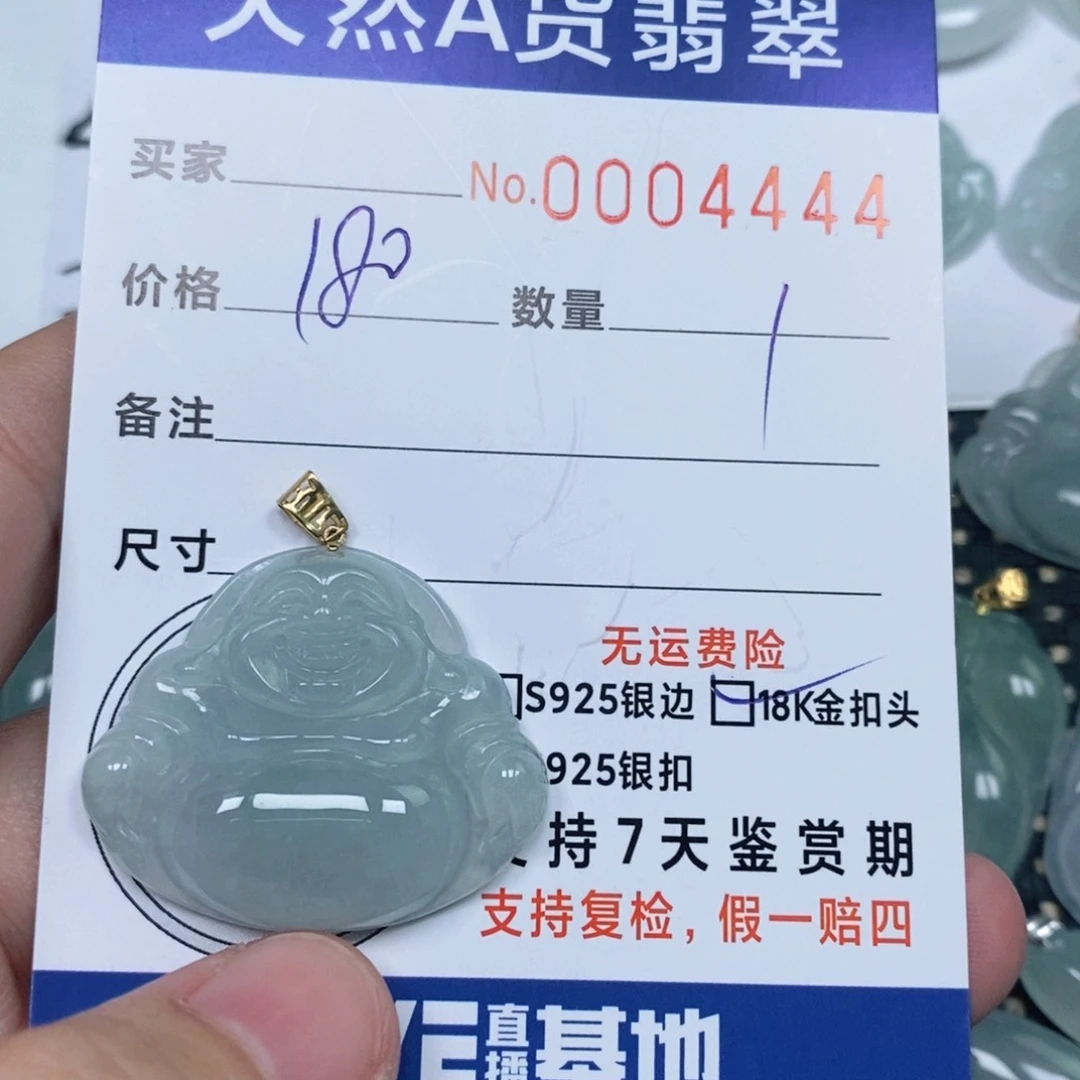 天然A货翡翠
买家 No.0004444
价格 180 数量 1
备注
尺寸
无运费险
S925银边 18K金扣头
925银扣
持7天鉴赏期
支持复检，假一赔四
直播基地